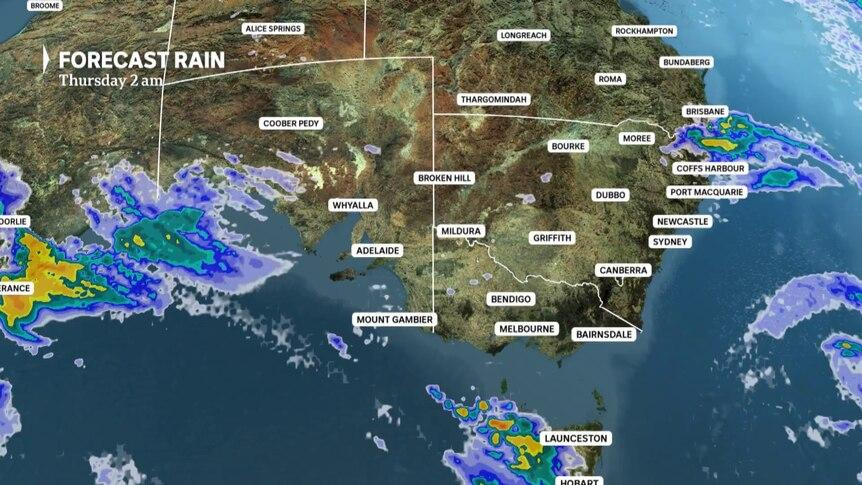 BROOME
ALICE SPRINGS
LONGREACH
ROCKHAMPTON
FORECAST RAIN
Thursday 2 am
BUNDABERG
ROMA
THARGOMINDAH
BRISBANE
COOBER PEDY
MOREE
BOURKE
COFFS HARBOUR
BROKEN HILL
PORT MACQUARIE
DUBBO
WHYALLA
DORLIE
NEWCASTLE
MILDURA
GRIFFITH
SYDNEY
ADELAIDE
CANBERRA
ERANCE
BENDIGO
MOUNT GAMBIER
MELBOURNE
BAIRNSDALE
LAUNCESTON
HOBART